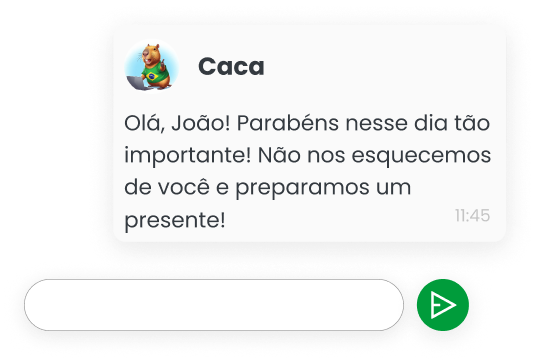 Caca
Olá, João! Parabéns nesse dia tão
importante! Não nos esquecemos
de você e preparamos um
presente!
11:45